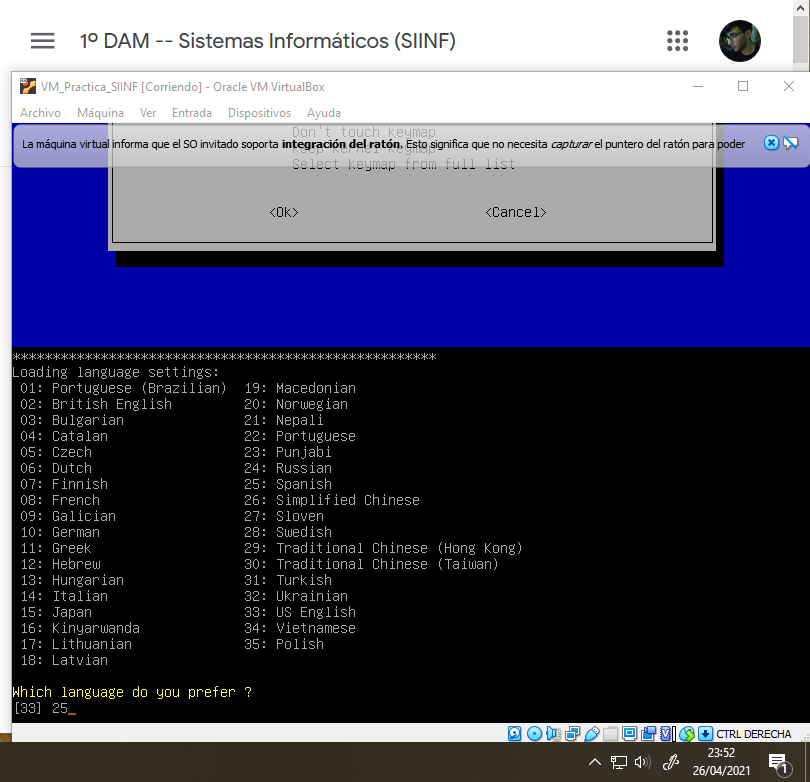 1º DAM -- Sistemas Informáticos (SIINF)
VM_Practica_SIINF [Corriendo] - Oracle VM VirtualBox
Archivo Máquina Ver Entrada Dispositivos Ayuda
Don't touch keymap
La máquina virtual informa que el SO invitado soporta integración del ratón. Esto significa que no necesita capturar el puntero del ratón para poder
Keep kernel keymap
Select keymap from full list
<Ok> <Cancel>
*****************************************************
Loading language settings:
01: Portuguese (Brazilian) 19: Macedonian
02: British English 20: Norwegian
03: Bulgarian 21: Nepali
04: Catalan 22: Portuguese
05: Czech 23: Punjabi
06: Dutch 24: Russian
07: Finnish 25: Spanish
08: French 26: Simplified Chinese
09: Galician 27: Sloven
10: German 28: Swedish
11: Greek 29: Traditional Chinese (Hong Kong)
12: Hebrew 30: Traditional Chinese (Taiwan)
13: Hungarian 31: Turkish
14: Italian 32: Ukrainian
15: Japan 33: US English
16: Kinyarwanda 34: Vietnamese
17: Lithuanian 35: Polish
18: Latvian
Which language do you prefer ?
[33] 25_
CTRL DERECHA
23:52
26/04/2021
1